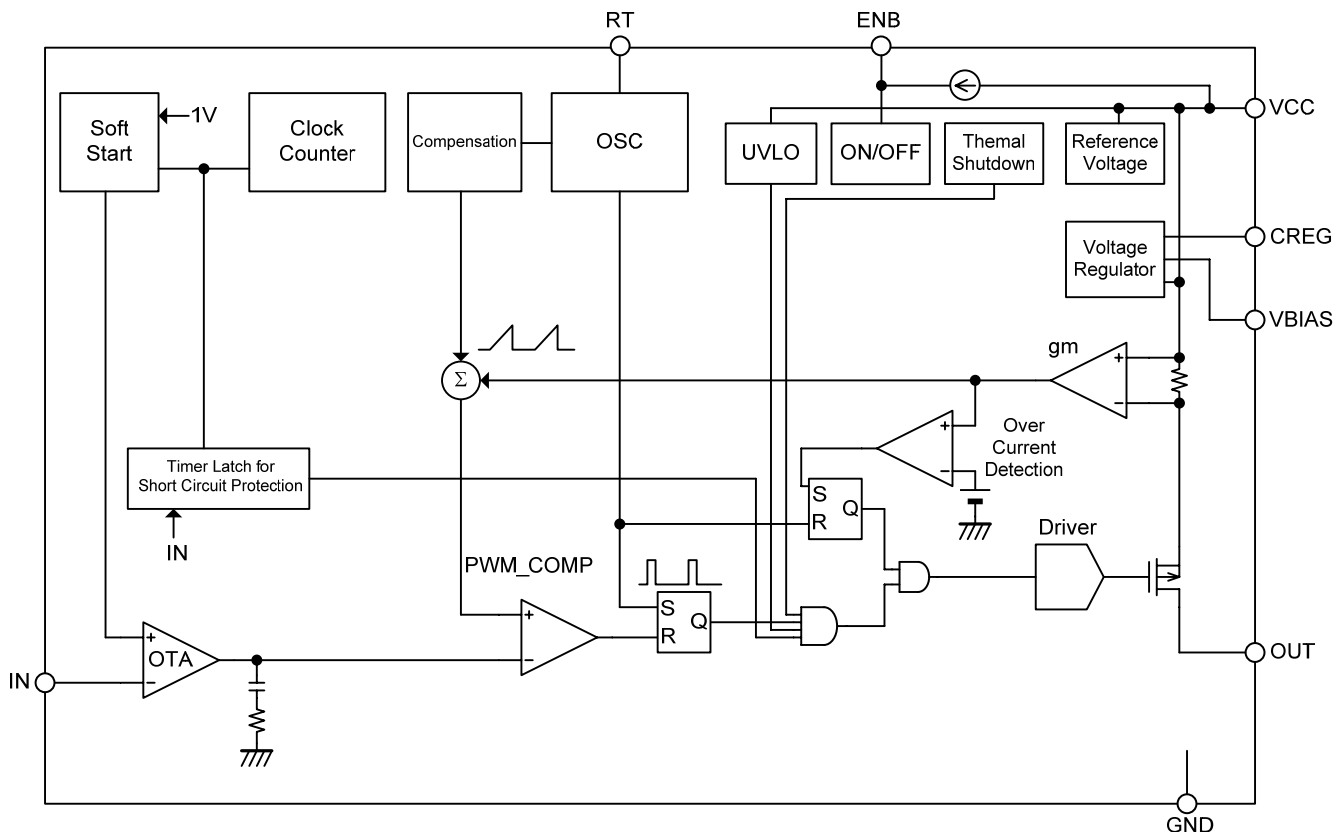 RT
ENB
Soft
Start
1V
Clock
Counter
Compensation
OSC
UVLO
ON/OFF
Themal
Shutdown
Reference
Voltage
VCC
Voltage
Regulator
CREG
VBIAS
gm
+
−
Σ
+
−
Over
Current
Detection
Timer Latch for
Short Circuit Protection
IN
S
R
Q
Driver
PWM_COMP
+
−
S
R
Q
+
−
OTA
IN
OUT
GND